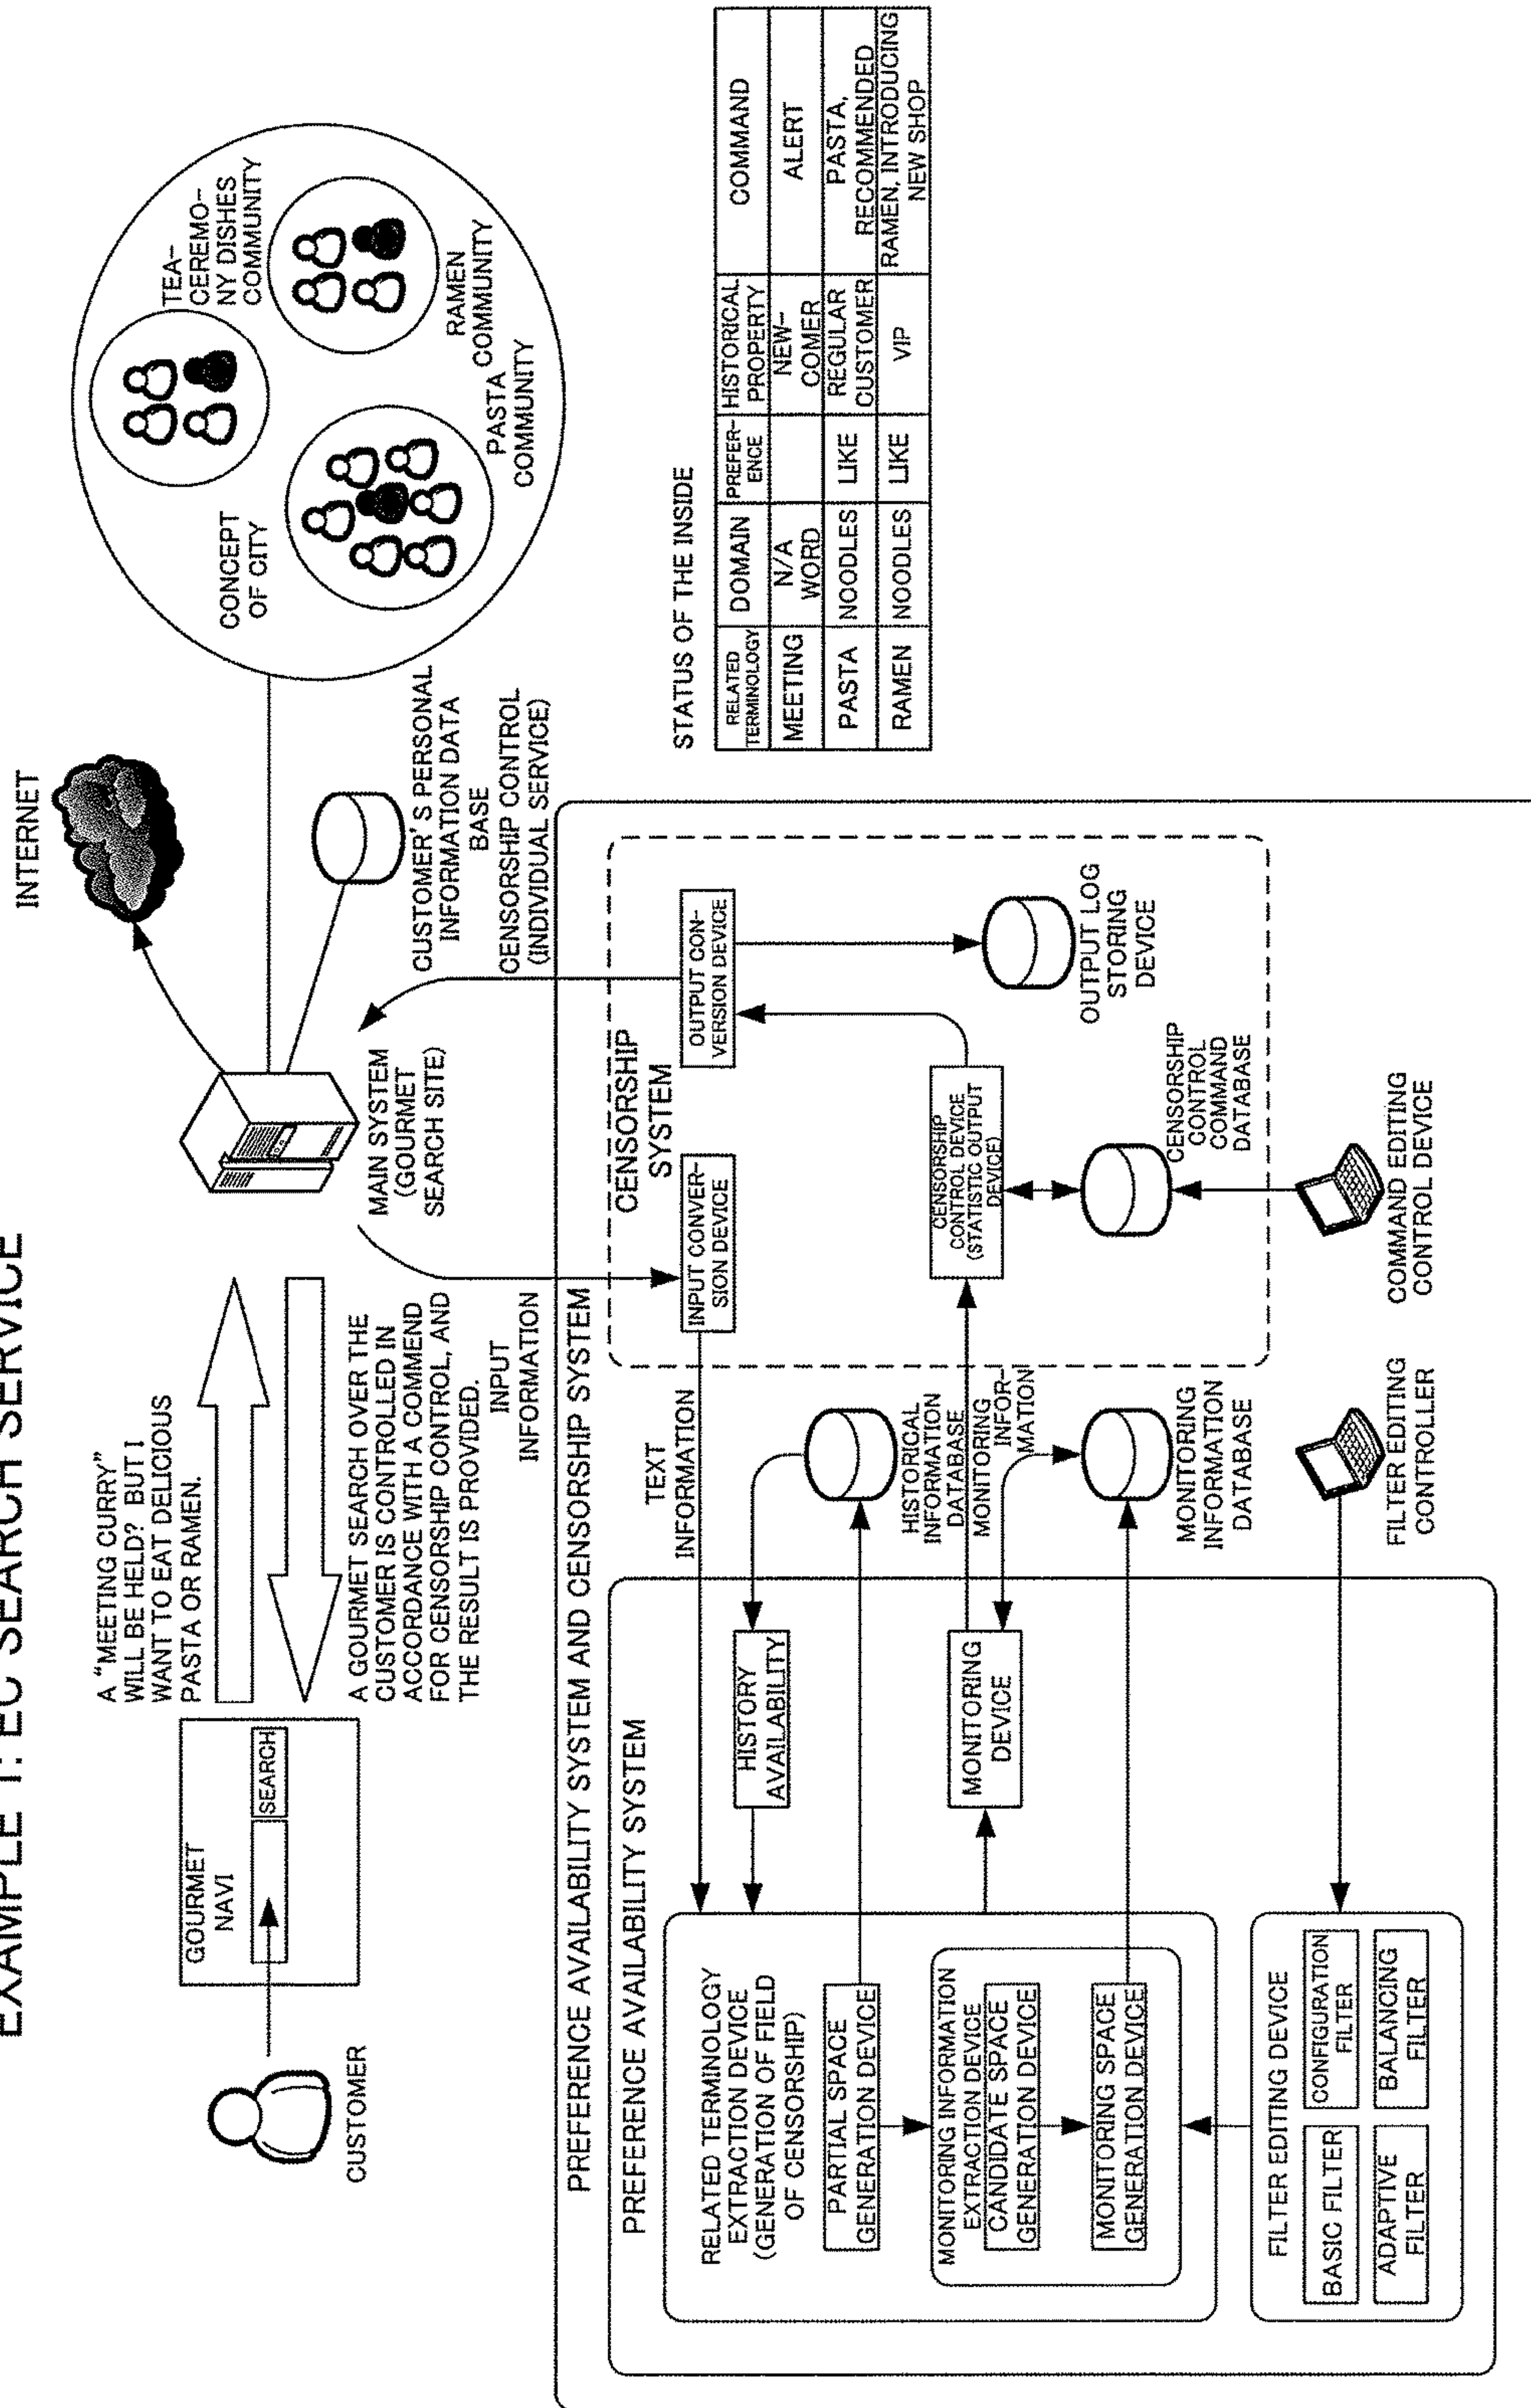 EXAMPLE 1: EC SEARCH SERVICE
GOURMET
NAVI
SEARCH
CUSTOMER
A “MEETING CURRY”
WILL BE HELD? BUT I
WANT TO EAT DELICIOUS
PASTA OR RAMEN.
A GOURMET SEARCH OVER THE
CUSTOMER IS CONTROLLED IN
ACCORDANCE WITH A COMMEND
FOR CENSORSHIP CONTROL, AND
THE RESULT IS PROVIDED.
INPUT
INFORMATION
INTERNET
MAIN SYSTEM
(GOURMET
SEARCH SITE)
CUSTOMER'S PERSONAL
INFORMATION DATA
BASE
CENSORSHIP CONTROL
(INDIVIDUAL SERVICE)
CONCEPT
OF CITY
TEA-
CEREMO-
NY DISHES
COMMUNITY
RAMEN
COMMUNITY
PASTA
COMMUNITY
PREFERENCE AVAILABILITY SYSTEM AND CENSORSHIP SYSTEM
PREFERENCE AVAILABILITY SYSTEM
RELATED TERMINOLOGY
EXTRACTION DEVICE
(GENERATION OF FIELD
OF CENSORSHIP)
PARTIAL SPACE
GENERATION DEVICE
MONITORING INFORMATION
EXTRACTION DEVICE
CANDIDATE SPACE
GENERATION DEVICE
MONITORING SPACE
GENERATION DEVICE
FILTER EDITING DEVICE
BASIC FILTER
CONFIGURATION
FILTER
ADAPTIVE
FILTER
BALANCING
FILTER
HISTORY
AVAILABILITY
MONITORING
DEVICE
TEXT
INFORMATION
HISTORICAL
INFORMATION
DATABASE
MONITORING
INFOR-
MATION
MONITORING
INFORMATION
DATABASE
FILTER EDITING
CONTROLLER
CENSORSHIP
SYSTEM
INPUT CONVER-
SION DEVICE
OUTPUT CON-
VERSION DEVICE
CENSORSHIP
CONTROL DEVICE
(STATISTIC OUTPUT
DEVICE)
OUTPUT LOG
STORING
DEVICE
CENSORSHIP
CONTROL
COMMAND
DATABASE
COMMAND EDITING
CONTROL DEVICE
STATUS OF THE INSIDE
RELATED TERMINOLOGY DOMAIN PREFER-ENCE HISTORICAL PROPERTY COMMAND
MEETING N/A WORD NEW-COMER ALERT
PASTA NOODLES LIKE REGULAR CUSTOMER PASTA, RECOMMENDED
RAMEN NOODLES LIKE VIP RAMEN, INTRODUCING NEW SHOP